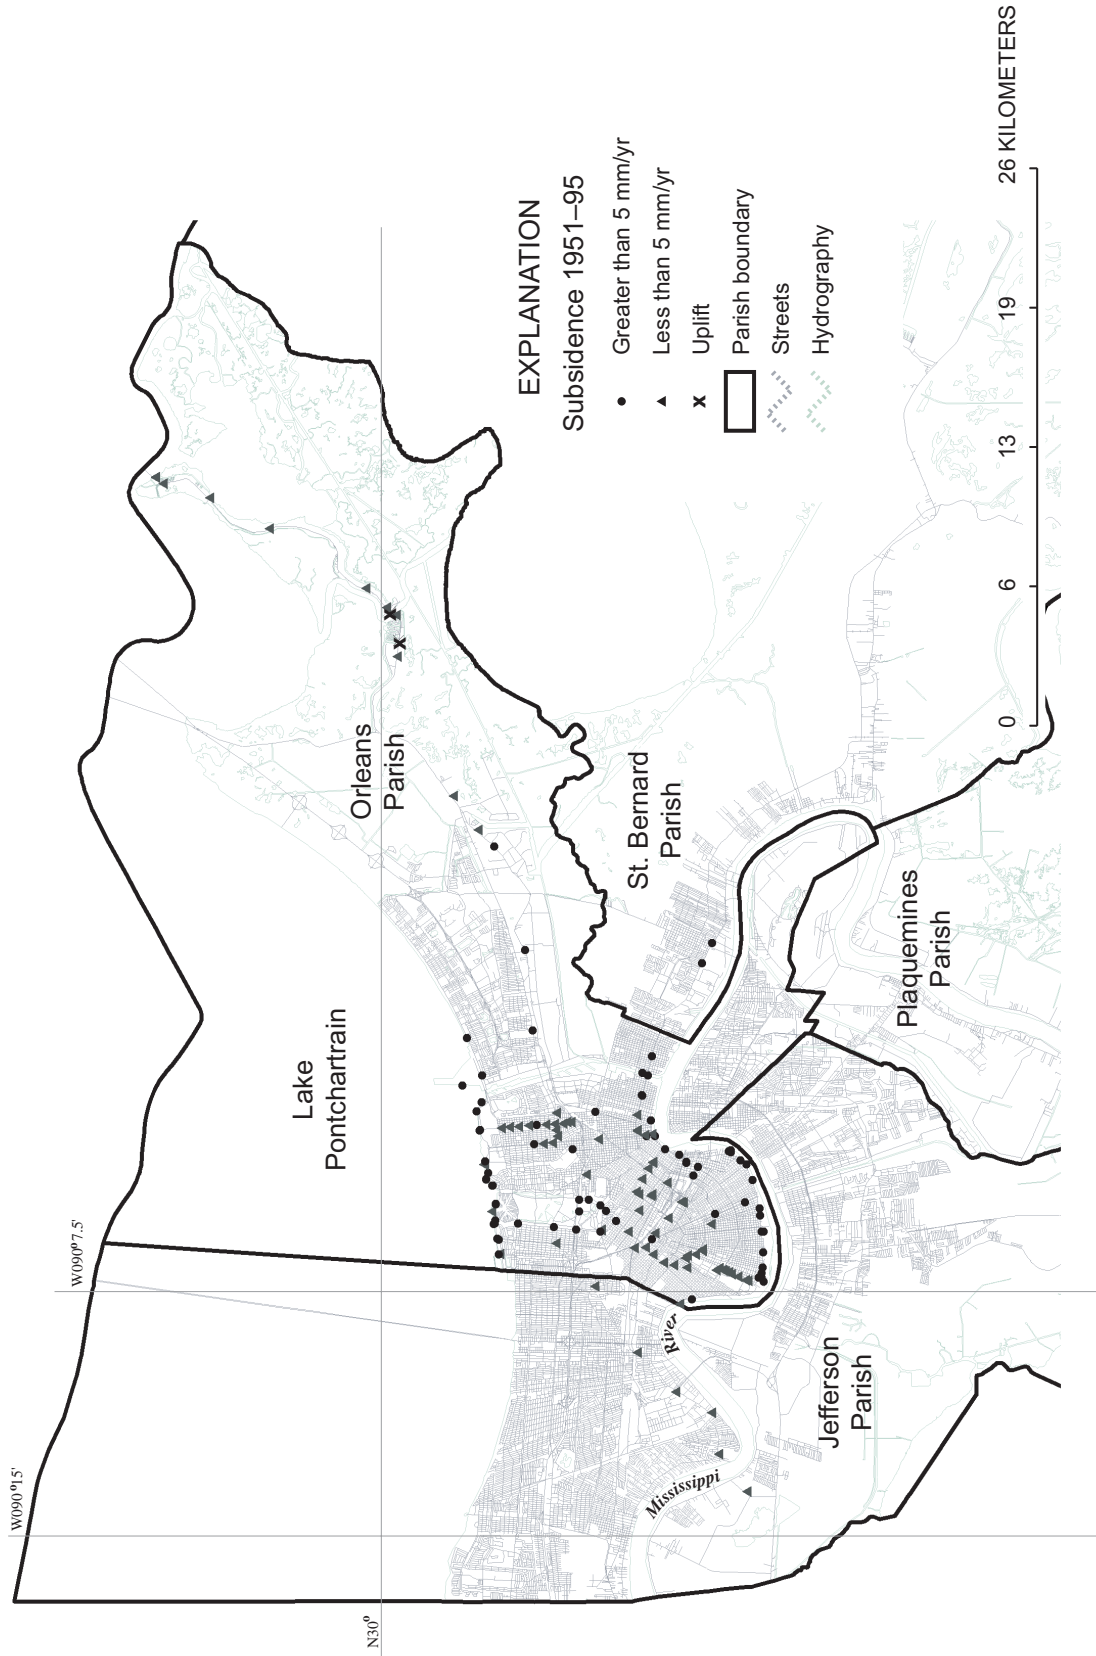 W090°15'
W090°7.5'
N30°
Lake
Pontchartrain
Orleans
Parish
St. Bernard
Parish
Plaquemines
Parish
Jefferson
Parish
Mississippi
River
EXPLANATION
Subsidence 1951–95
Greater than 5 mm/yr
Less than 5 mm/yr
Uplift
Parish boundary
Streets
Hydrography
0
6
13
19
26 KILOMETERS